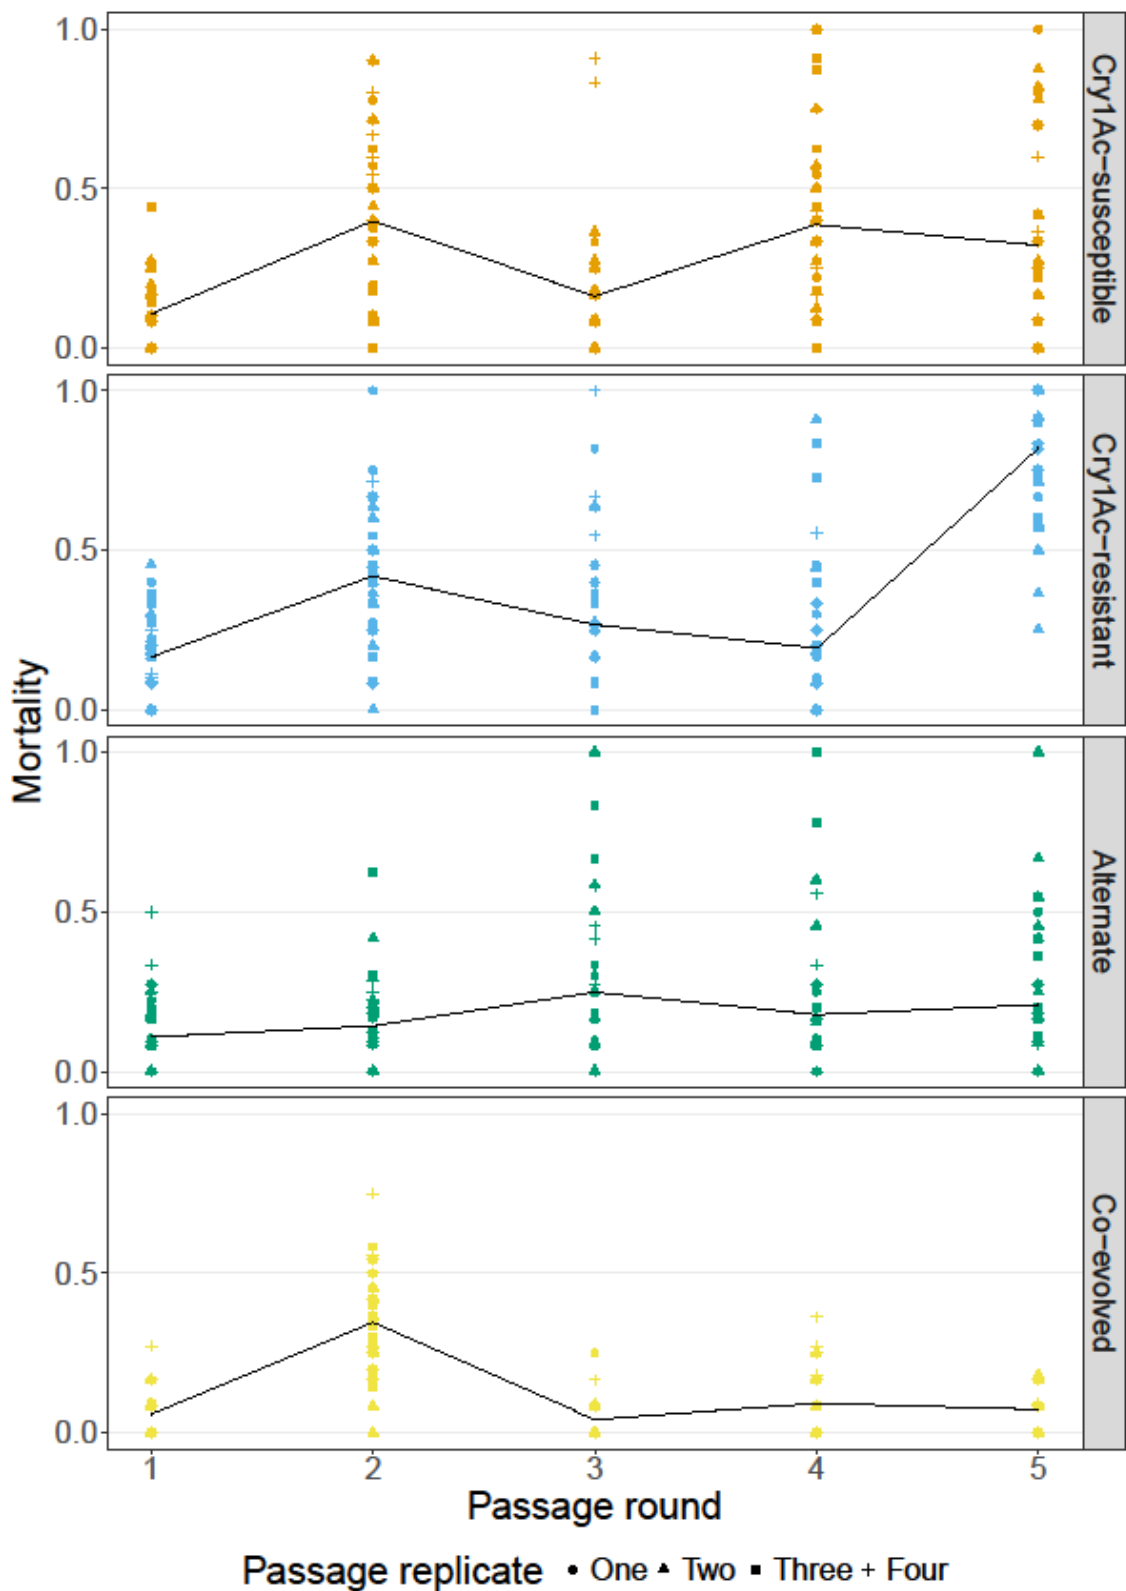 1.0
0.5
0.0
Cry1Ac-susceptible
1.0
0.5
0.0
Cry1Ac-resistant
Mortality
1.0
0.5
0.0
Alternate
1.0
0.5
0.0
Co-evolved
1 2 3 4 5
Passage round
Passage replicate One Two Three Four